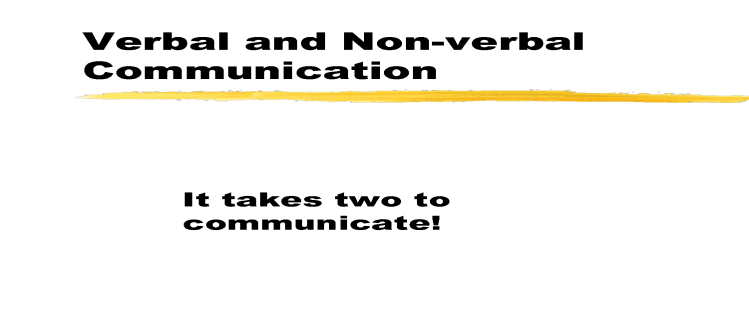 Verbal and Non-verbal
Communication
It takes two to
communicate!